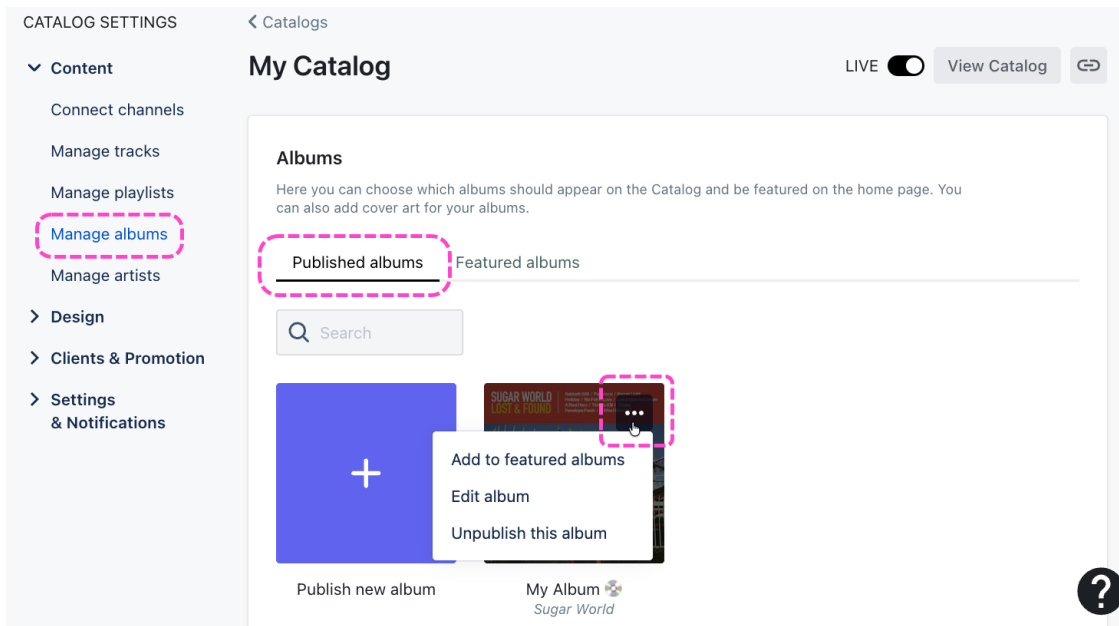 CATALOG SETTINGS
Catalogs
Content
My Catalog
LIVE
View Catalog
Connect channels
Manage tracks
Manage playlists
Manage albums
Manage artists
Design
Clients & Promotion
Settings
& Notifications
Albums
Here you can choose which albums should appear on the Catalog and be featured on the home page. You
can also add cover art for your albums.
Published albums
Featured albums
Search
SUGAR WORLD
LOST & FOUND
Add to featured albums
Edit album
Unpublish this album
Publish new album
My Album
Sugar World
?